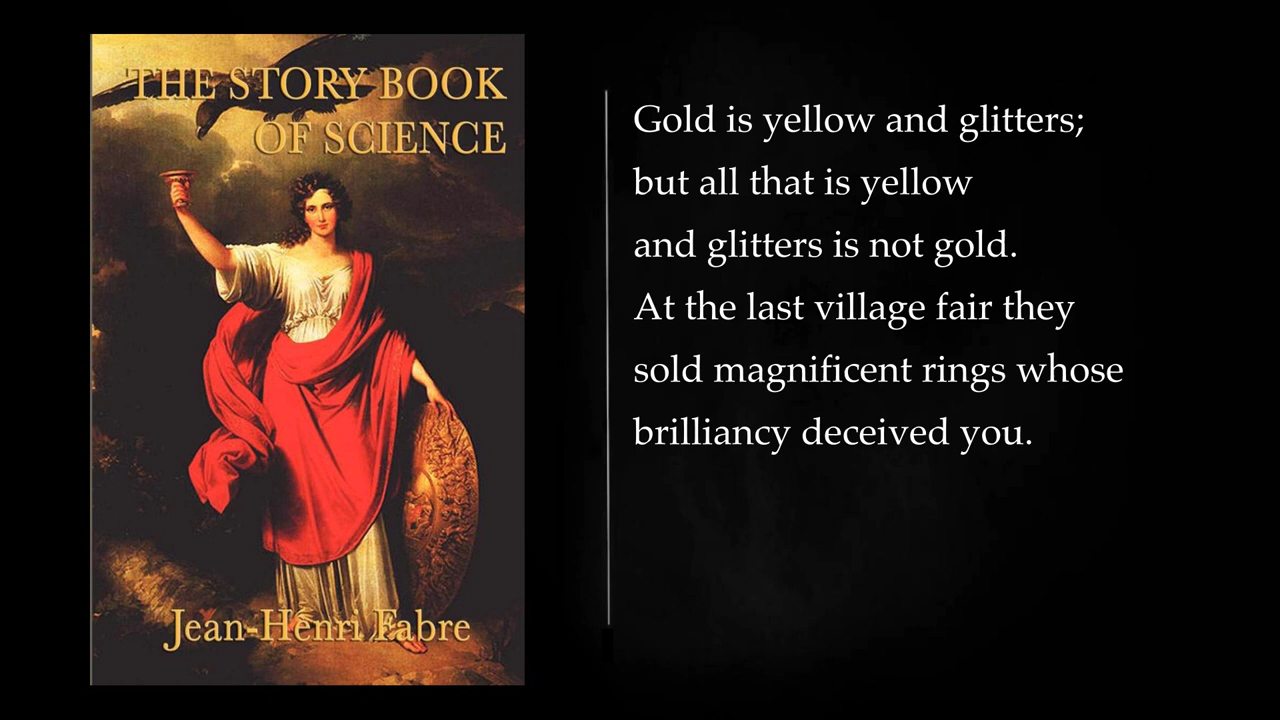 THE STORY BOOK
OF SCIENCE
Jean-Henri Fabre
Gold is yellow and glitters;
but all that is yellow
and glitters is not gold.
At the last village fair they
sold magnificent rings whose
brilliancy deceived you.